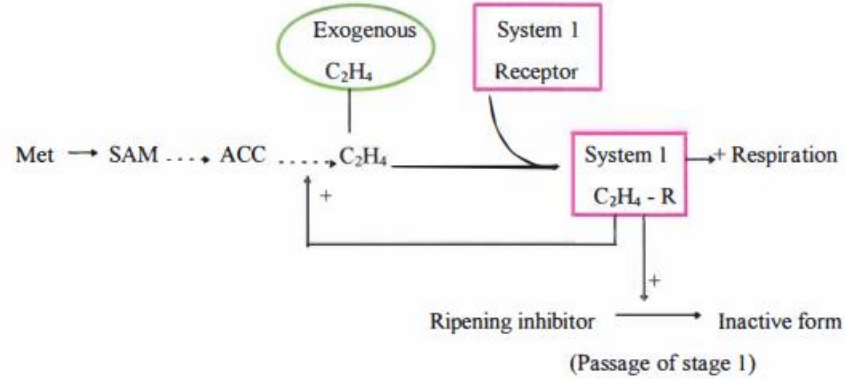 Exogenous
C₂H₄
System 1
Receptor
Met → SAM ....→ ACC .....→ C₂H₄
System 1
C₂H₄ - R
+ Respiration
+
+
Ripening inhibitor → Inactive form
(Passage of stage 1)